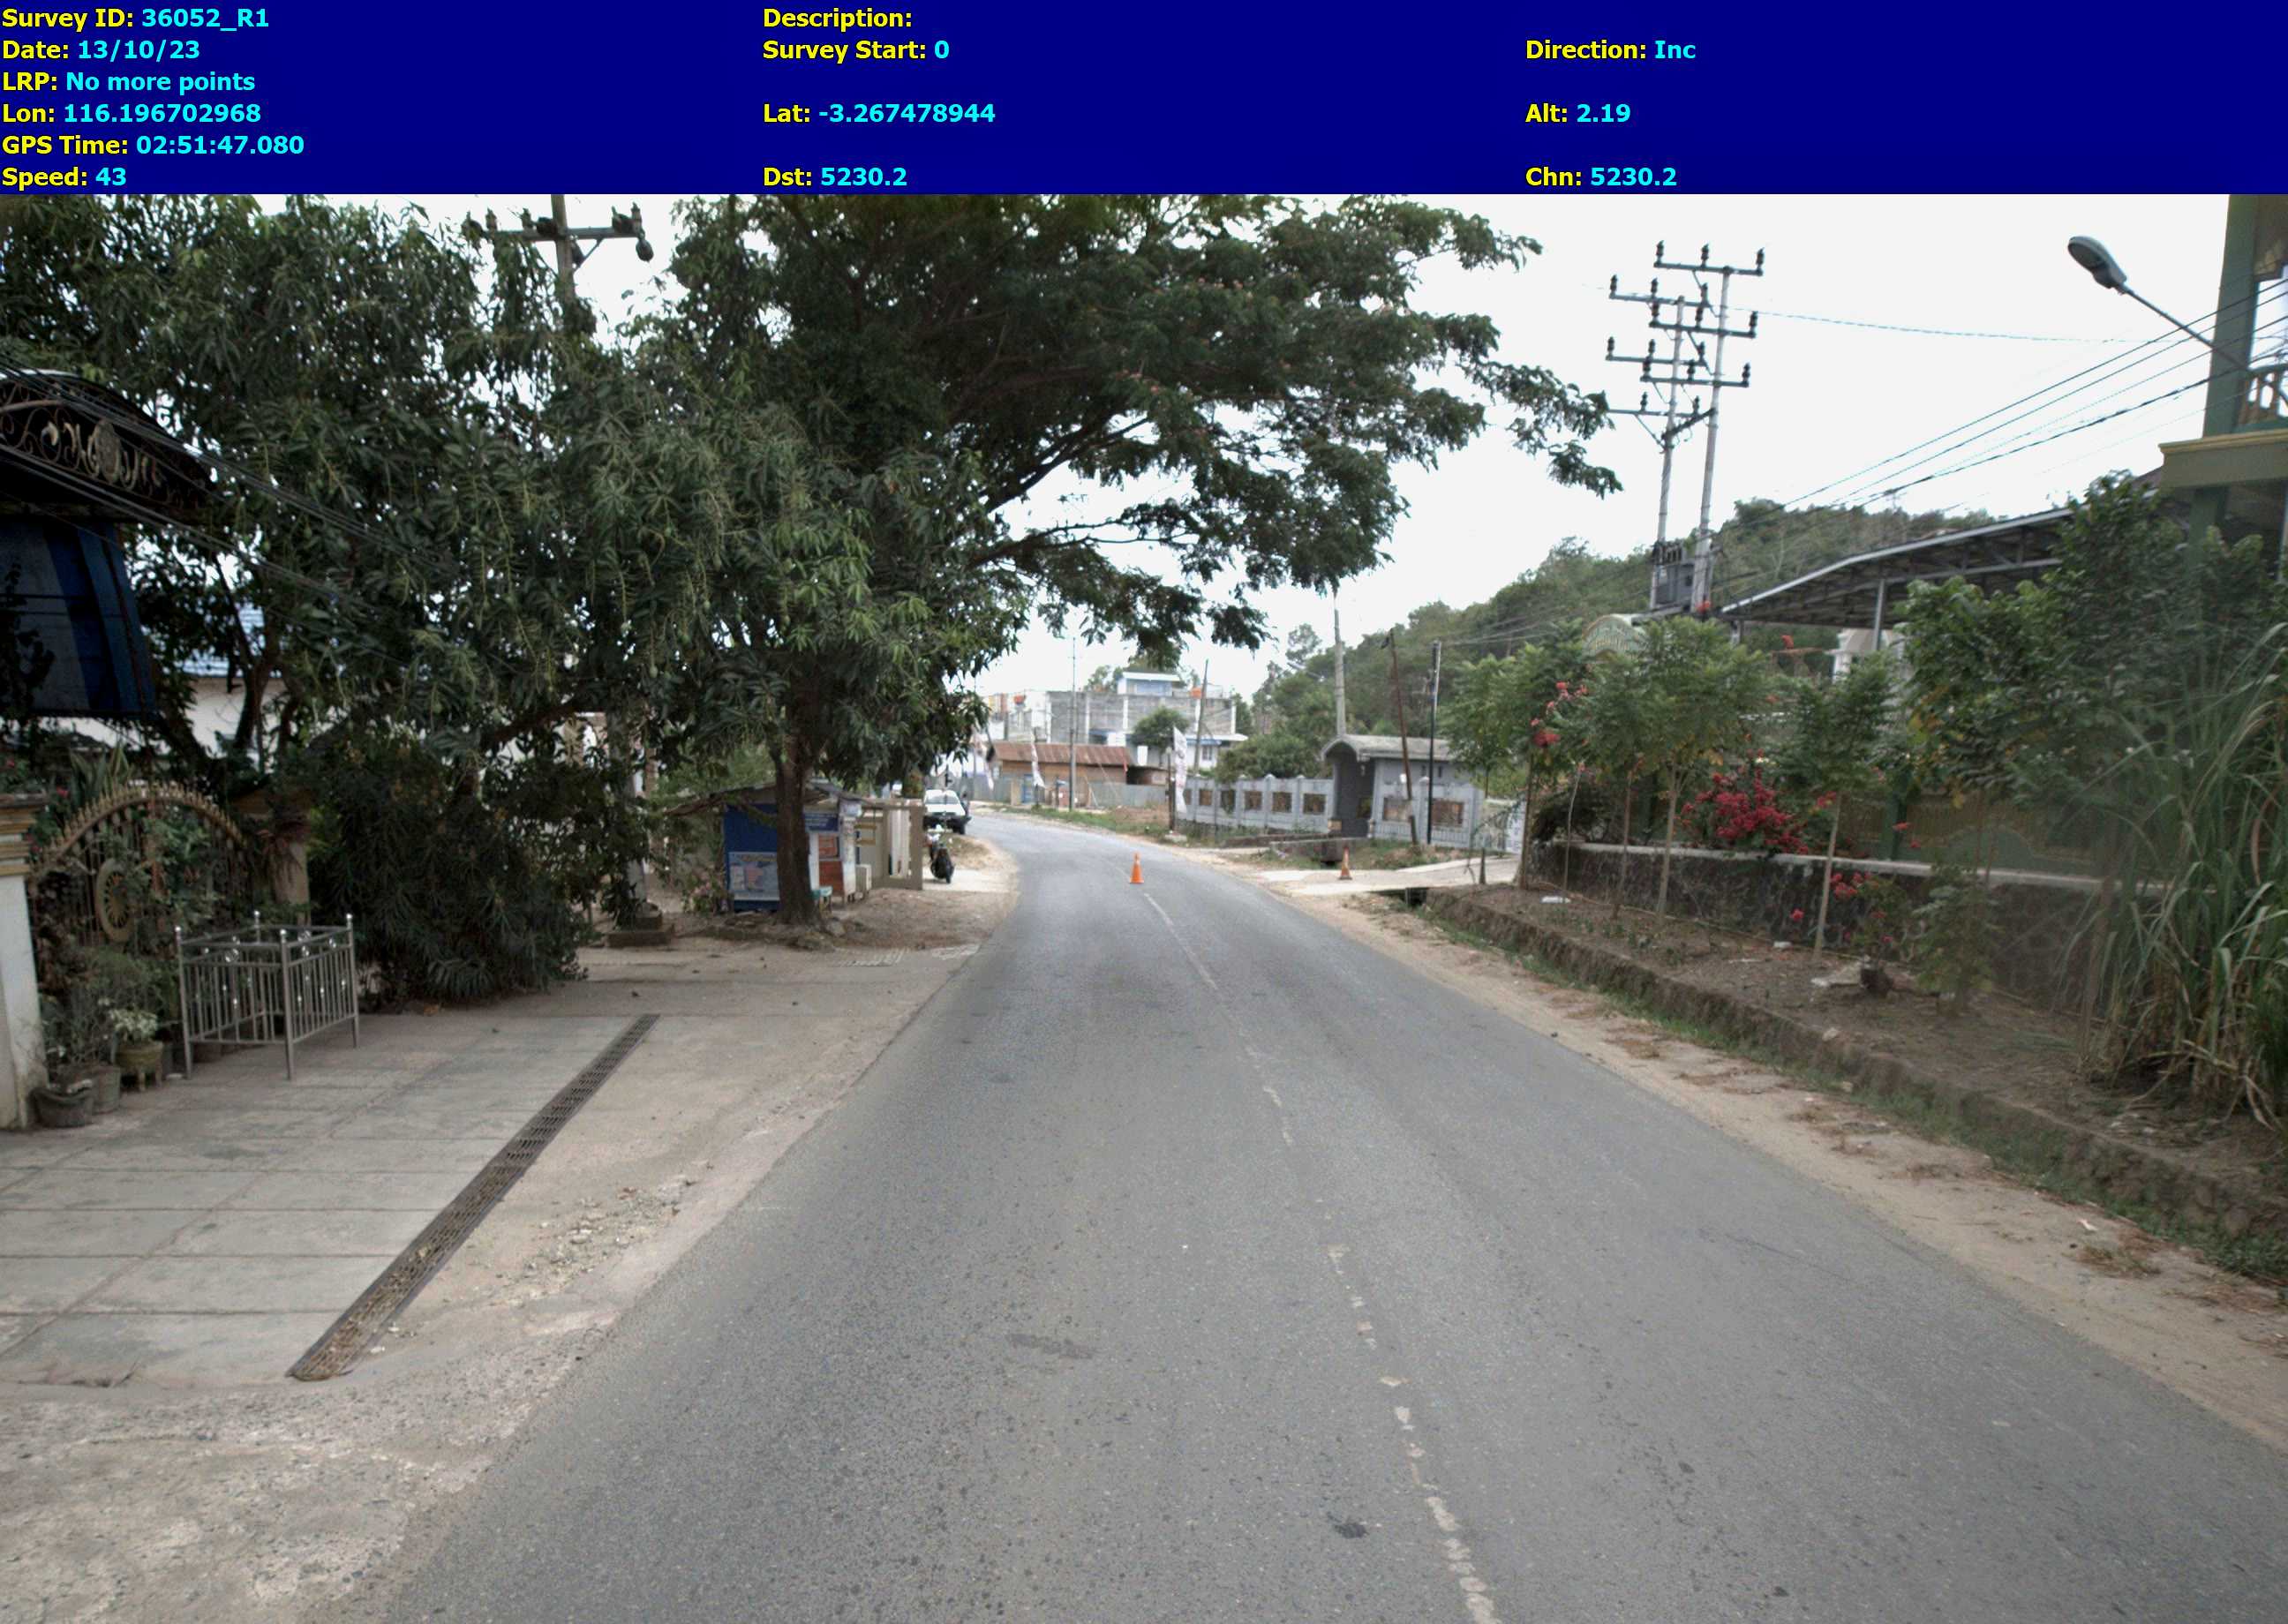 Survey ID: 36052_R1
Description:
Date: 13/10/23
Survey Start: 0
Direction: Inc
LRP: No more points
Lon: 116.196702968
Lat: -3.267478944
Alt: 2.19
GPS Time: 02:51:47.080
Speed: 43
Dst: 5230.2
Chn: 5230.2